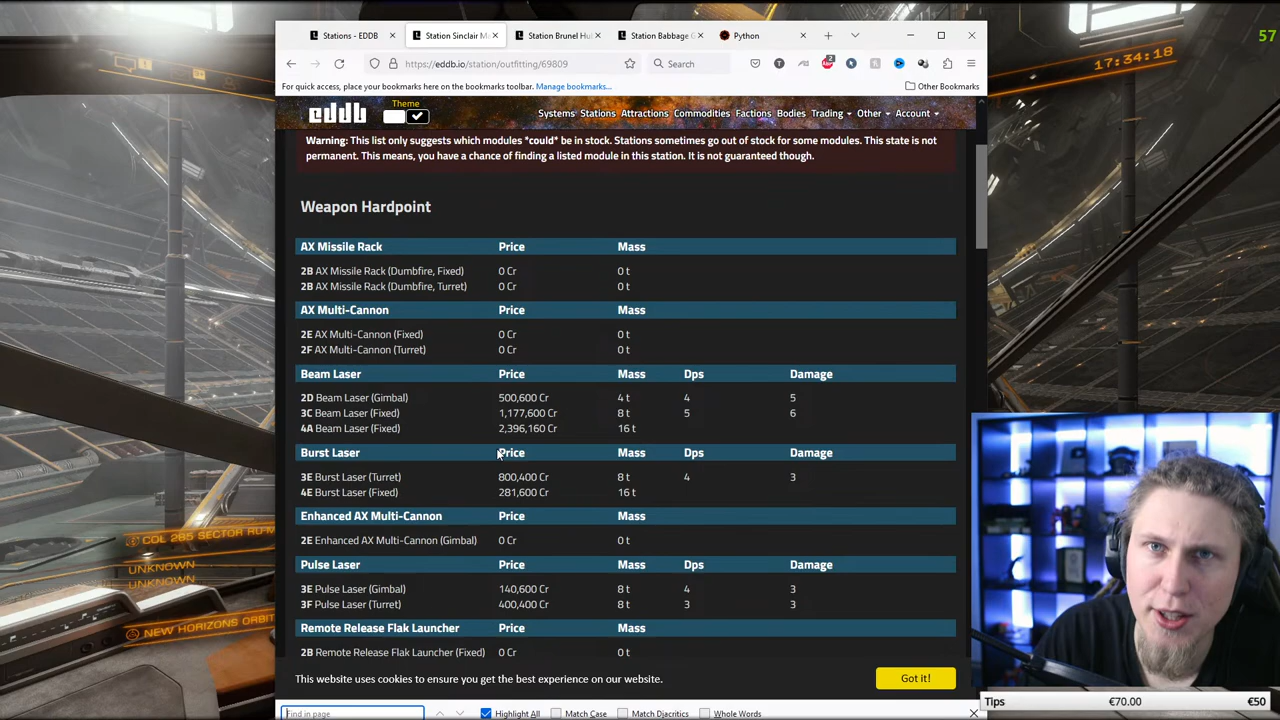 57
17:34:18
Stations - EDDB
Station Sinclair M
Station Brunel Hu
Station Babbage G
Python
https://eddb.io/station/outfitting/69809
Search
2
For quick access, place your bookmarks here on the bookmarks toolbar. Manage bookmarks...
Other Bookmarks
eddb
Theme
Systems Stations Attractions Commodities Factions Bodies Trading Other Account
Warning: This list only suggests which modules *could* be in stock. Stations sometimes go out of stock for some modules. This state is not
permanent. This means, you have a chance of finding a listed module in this station. It is not guaranteed though.
Weapon Hardpoint
AX Missile Rack Price Mass
2B AX Missile Rack (Dumbfire, Fixed) 0 Cr 0 t
2B AX Missile Rack (Dumbfire, Turret) 0 Cr 0 t
AX Multi-Cannon Price Mass
2E AX Multi-Cannon (Fixed) 0 Cr 0 t
2F AX Multi-Cannon (Turret) 0 Cr 0 t
Beam Laser Price Mass Dps Damage
2D Beam Laser (Gimbal) 500,600 Cr 4 t 4 5
3C Beam Laser (Fixed) 1,177,600 Cr 8 t 5 6
4A Beam Laser (Fixed) 2,396,160 Cr 16 t
Burst Laser Price Mass Dps Damage
3E Burst Laser (Turret) 800,400 Cr 8 t 4 3
4E Burst Laser (Fixed) 281,600 Cr 16 t
Enhanced AX Multi-Cannon Price Mass
2E Enhanced AX Multi-Cannon (Gimbal) 0 Cr 0 t
Pulse Laser Price Mass Dps Damage
3E Pulse Laser (Gimbal) 140,600 Cr 8 t 4 3
3F Pulse Laser (Turret) 400,400 Cr 8 t 3 3
Remote Release Flak Launcher Price Mass
2B Remote Release Flak Launcher (Fixed) 0 Cr 0 t
This website uses cookies to ensure you get the best experience on our website.
Got it!
Find in page
Highlight All Match Case Match Diacritics Whole Words
COL 285 SECTOR
UNKNOWN
UNKNOWN
NEW HORIZONS ORBIT
Tips €70.00 €50